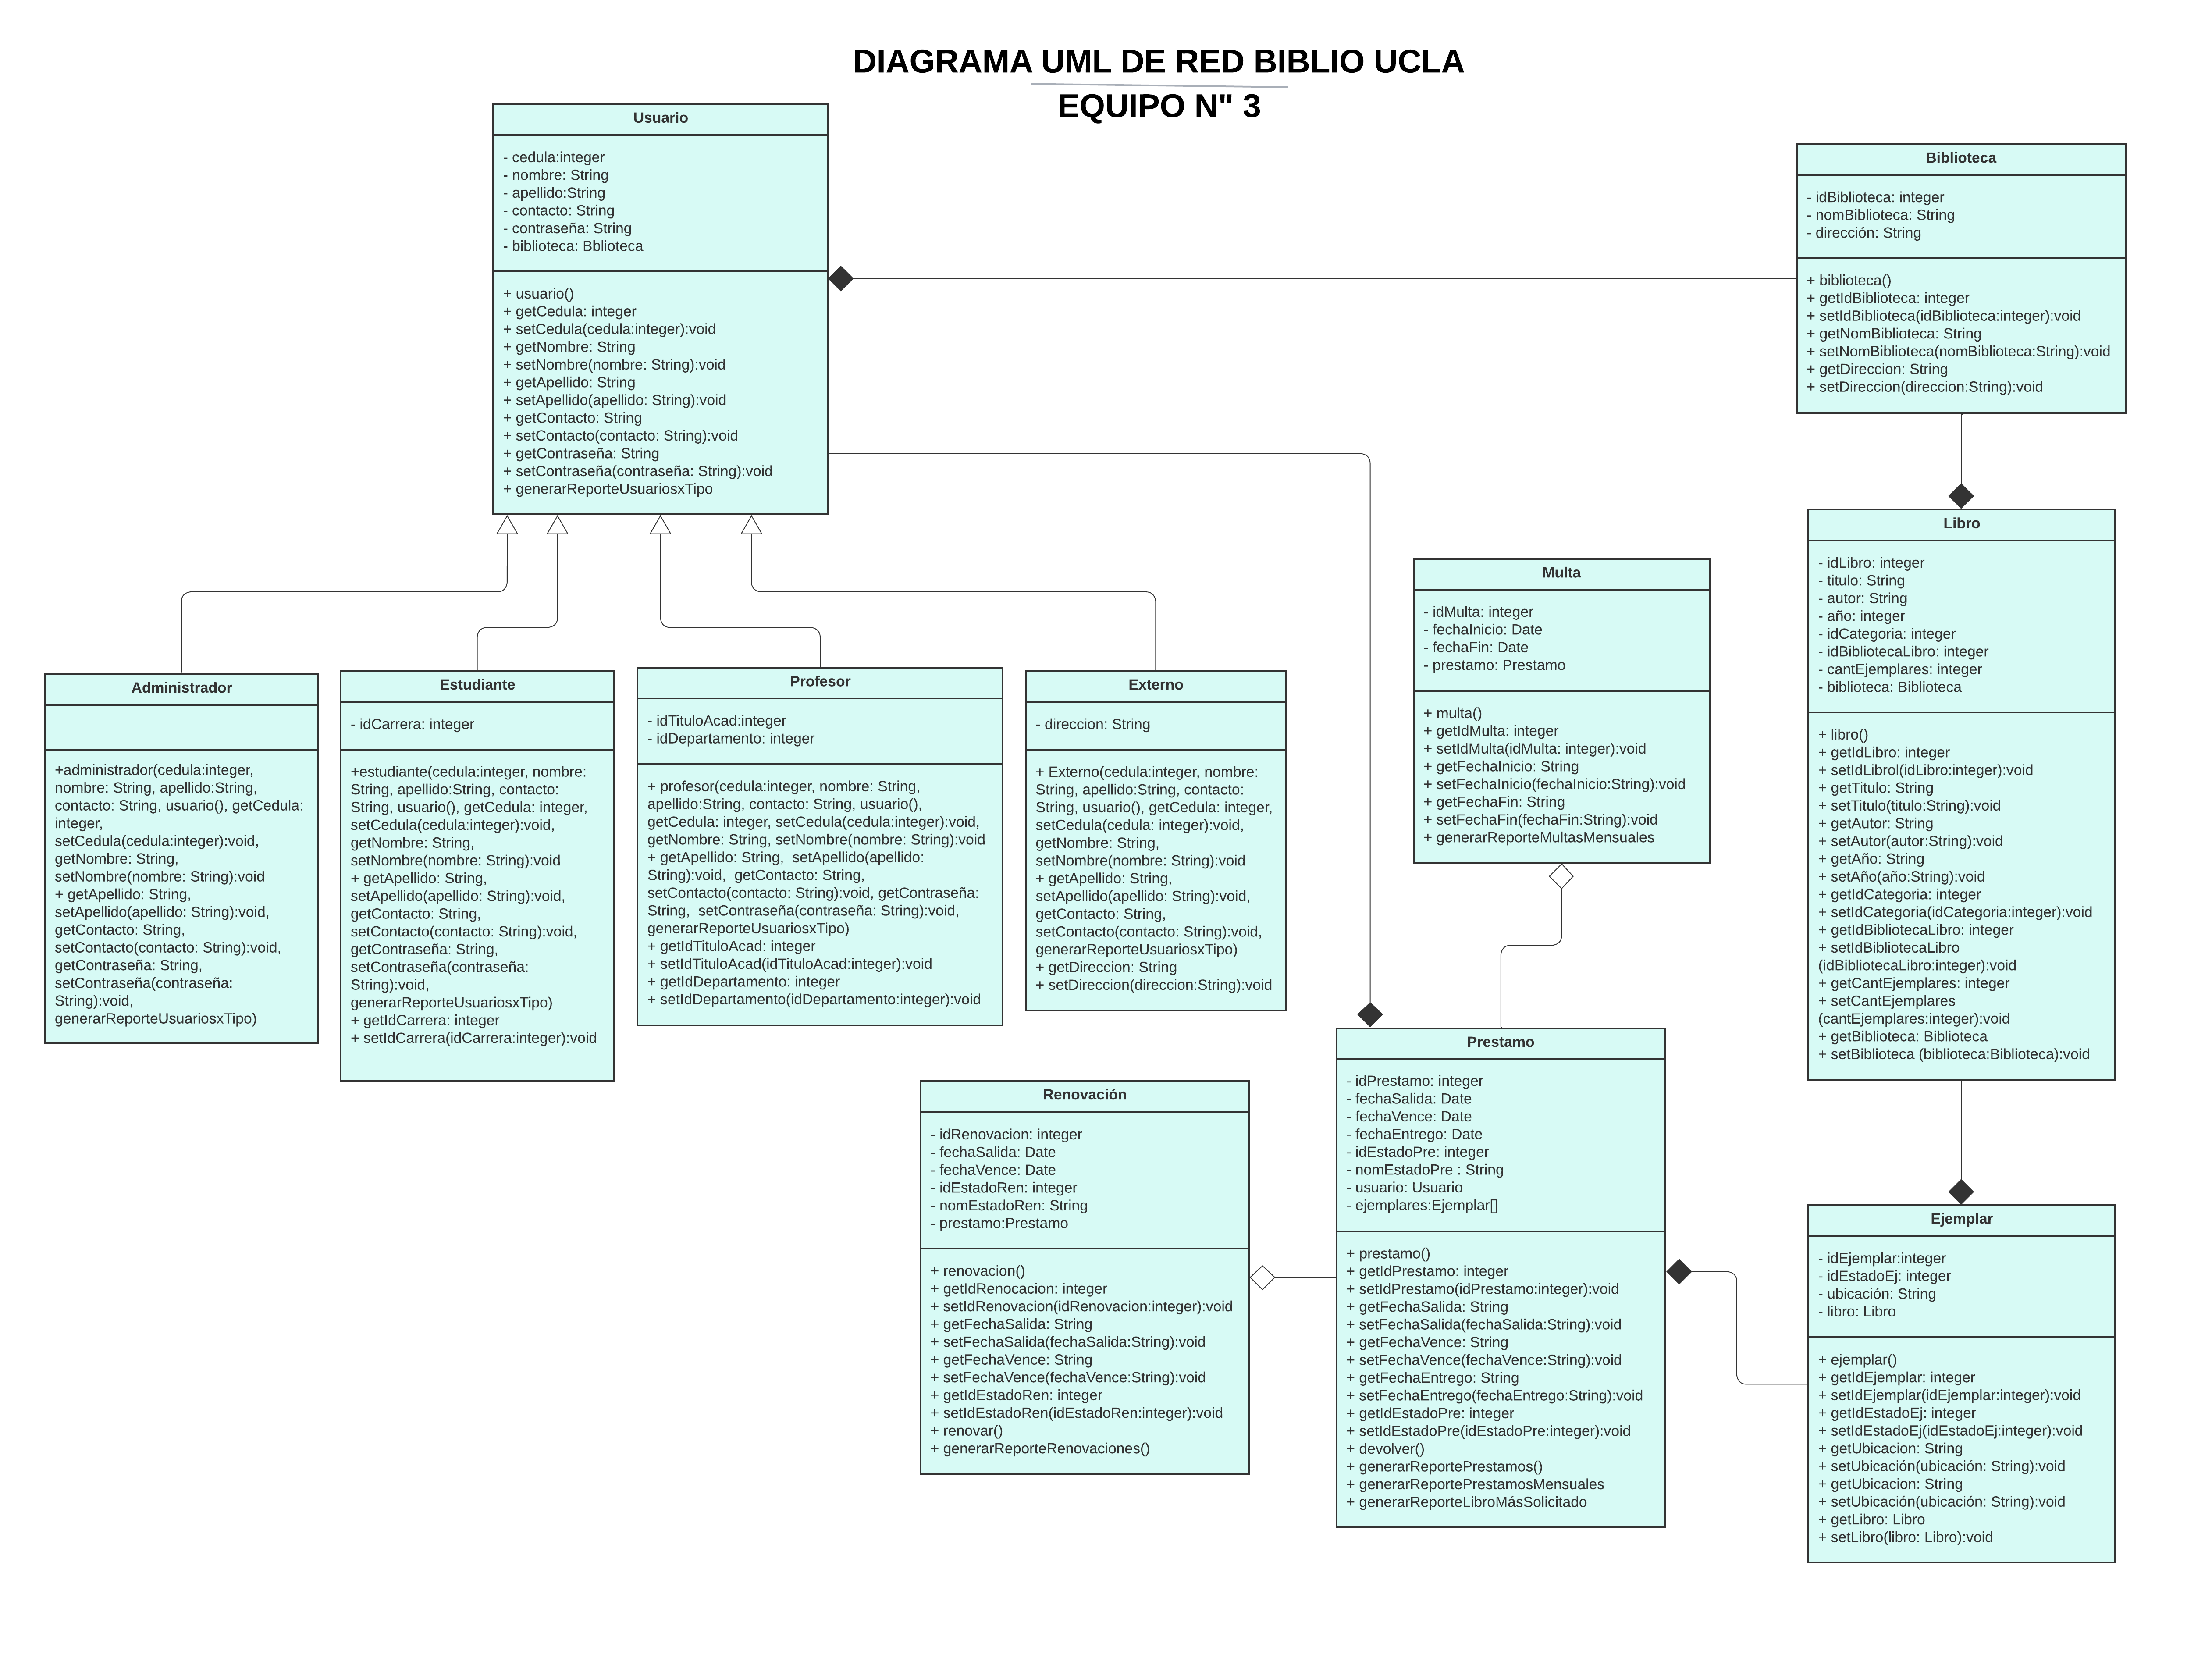 DIAGRAMA UML DE RED BIBLIO UCLA
EQUIPO N" 3
Usuario
- cedula:integer
- nombre: String
- apellido:String
- contacto: String
- contraseña: String
- biblioteca: Bblioteca
+ usuario()
+ getCedula: integer
+ setCedula(cedula:integer):void
+ getNombre: String
+ setNombre(nombre: String):void
+ getApellido: String
+ setApellido(apellido: String):void
+ getContacto: String
+ setContacto(contacto: String):void
+ getContraseña: String
+ setContraseña(contraseña: String):void
+ generarReporteUsuariosxTipo
Biblioteca
- idBiblioteca: integer
- nomBiblioteca: String
- dirección: String
+ biblioteca()
+ getIdBiblioteca: integer
+ setIdBiblioteca(idBiblioteca:integer):void
+ getNomBiblioteca: String
+ setNomBiblioteca(nomBiblioteca:String):void
+ getDireccion: String
+ setDireccion(direccion:String):void
Administrador
+administrador(cedula:integer,
nombre: String, apellido:String,
contacto: String, usuario(), getCedula:
integer,
setCedula(cedula:integer):void,
getNombre: String,
setNombre(nombre: String):void
+ getApellido: String,
setApellido(apellido: String):void,
getContacto: String,
setContacto(contacto: String):void,
getContraseña: String,
setContraseña(contraseña:
String):void,
generarReporteUsuariosxTipo)
Estudiante
- idCarrera: integer
+estudiante(cedula:integer, nombre:
String, apellido:String, contacto:
String, usuario(), getCedula: integer,
setCedula(cedula:integer):void,
getNombre: String,
setNombre(nombre: String):void
+ getApellido: String,
setApellido(apellido: String):void,
getContacto: String,
setContacto(contacto: String):void,
getContraseña: String,
setContraseña(contraseña:
String):void,
generarReporteUsuariosxTipo)
+ getIdCarrera: integer
+ setIdCarrera(idCarrera:integer):void
Profesor
- idTituloAcad:integer
- idDepartamento: integer
+ profesor(cedula:integer, nombre: String,
apellido:String, contacto: String, usuario(),
getCedula: integer, setCedula(cedula:integer):void,
getNombre: String, setNombre(nombre: String):void
+ getApellido: String,  setApellido(apellido:
String):void,  getContacto: String,
setContacto(contacto: String):void, getContraseña:
String,  setContraseña(contraseña: String):void,
generarReporteUsuariosxTipo)
+ getIdTituloAcad: integer
+ setIdTituloAcad(idTituloAcad:integer):void
+ getIdDepartamento: integer
+ setIdDepartamento(idDepartamento:integer):void
Externo
- direccion: String
+ Externo(cedula:integer, nombre:
String, apellido:String, contacto:
String, usuario(), getCedula: integer,
setCedula(cedula: integer):void,
getNombre: String,
setNombre(nombre: String):void
+ getApellido: String,
setApellido(apellido: String):void,
getContacto: String,
setContacto(contacto: String):void,
generarReporteUsuariosxTipo)
+ getDireccion: String
+ setDireccion(direccion:String):void
Multa
- idMulta: integer
- fechaInicio: Date
- fechaFin: Date
- prestamo: Prestamo
+ multa()
+ getIdMulta: integer
+ setIdMulta(idMulta: integer):void
+ getFechaInicio: String
+ setFechaInicio(fechaInicio:String):void
+ getFechaFin: String
+ setFechaFin(fechaFin:String):void
+ generarReporteMultasMensuales
Libro
- idLibro: integer
- titulo: String
- autor: String
- año: integer
- idCategoria: integer
- idBibliotecaLibro: integer
- cantEjemplares: integer
- biblioteca: Biblioteca
+ libro()
+ getIdLibro: integer
+ setIdLibrol(idLibro:integer):void
+ getTitulo: String
+ setTitulo(titulo:String):void
+ getAutor: String
+ setAutor(autor:String):void
+ getAño: String
+ setAño(año:String):void
+ getIdCategoria: integer
+ setIdCategoria(idCategoria:integer):void
+ getIdBibliotecaLibro: integer
+ setIdBibliotecaLibro
(idBibliotecaLibro:integer):void
+ getCantEjemplares: integer
+ setCantEjemplares
(cantEjemplares:integer):void
+ getBiblioteca: Biblioteca
+ setBiblioteca (biblioteca:Biblioteca):void
Renovación
- idRenovacion: integer
- fechaSalida: Date
- fechaVence: Date
- idEstadoRen: integer
- nomEstadoRen: String
- prestamo:Prestamo
+ renovacion()
+ getIdRenocacion: integer
+ setIdRenovacion(idRenovacion:integer):void
+ getFechaSalida: String
+ setFechaSalida(fechaSalida:String):void
+ getFechaVence: String
+ setFechaVence(fechaVence:String):void
+ getIdEstadoRen: integer
+ setIdEstadoRen(idEstadoRen:integer):void
+ renovar()
+ generarReporteRenovaciones()
Prestamo
- idPrestamo: integer
- fechaSalida: Date
- fechaVence: Date
- fechaEntrego: Date
- idEstadoPre: integer
- nomEstadoPre : String
- usuario: Usuario
- ejemplares:Ejemplar[]
+ prestamo()
+ getIdPrestamo: integer
+ setIdPrestamo(idPrestamo:integer):void
+ getFechaSalida: String
+ setFechaSalida(fechaSalida:String):void
+ getFechaVence: String
+ setFechaVence(fechaVence:String):void
+ getFechaEntrego: String
+ setFechaEntrego(fechaEntrego:String):void
+ getIdEstadoPre: integer
+ setIdEstadoPre(idEstadoPre:integer):void
+ devolver()
+ generarReportePrestamos()
+ generarReportePrestamosMensuales
+ generarReporteLibroMásSolicitado
Ejemplar
- idEjemplar:integer
- idEstadoEj: integer
- ubicación: String
- libro: Libro
+ ejemplar()
+ getIdEjemplar: integer
+ setIdEjemplar(idEjemplar:integer):void
+ getIdEstadoEj: integer
+ setIdEstadoEj(idEstadoEj:integer):void
+ getUbicacion: String
+ setUbicación(ubicación: String):void
+ getUbicacion: String
+ setUbicación(ubicación: String):void
+ getLibro: Libro
+ setLibro(libro: Libro):void